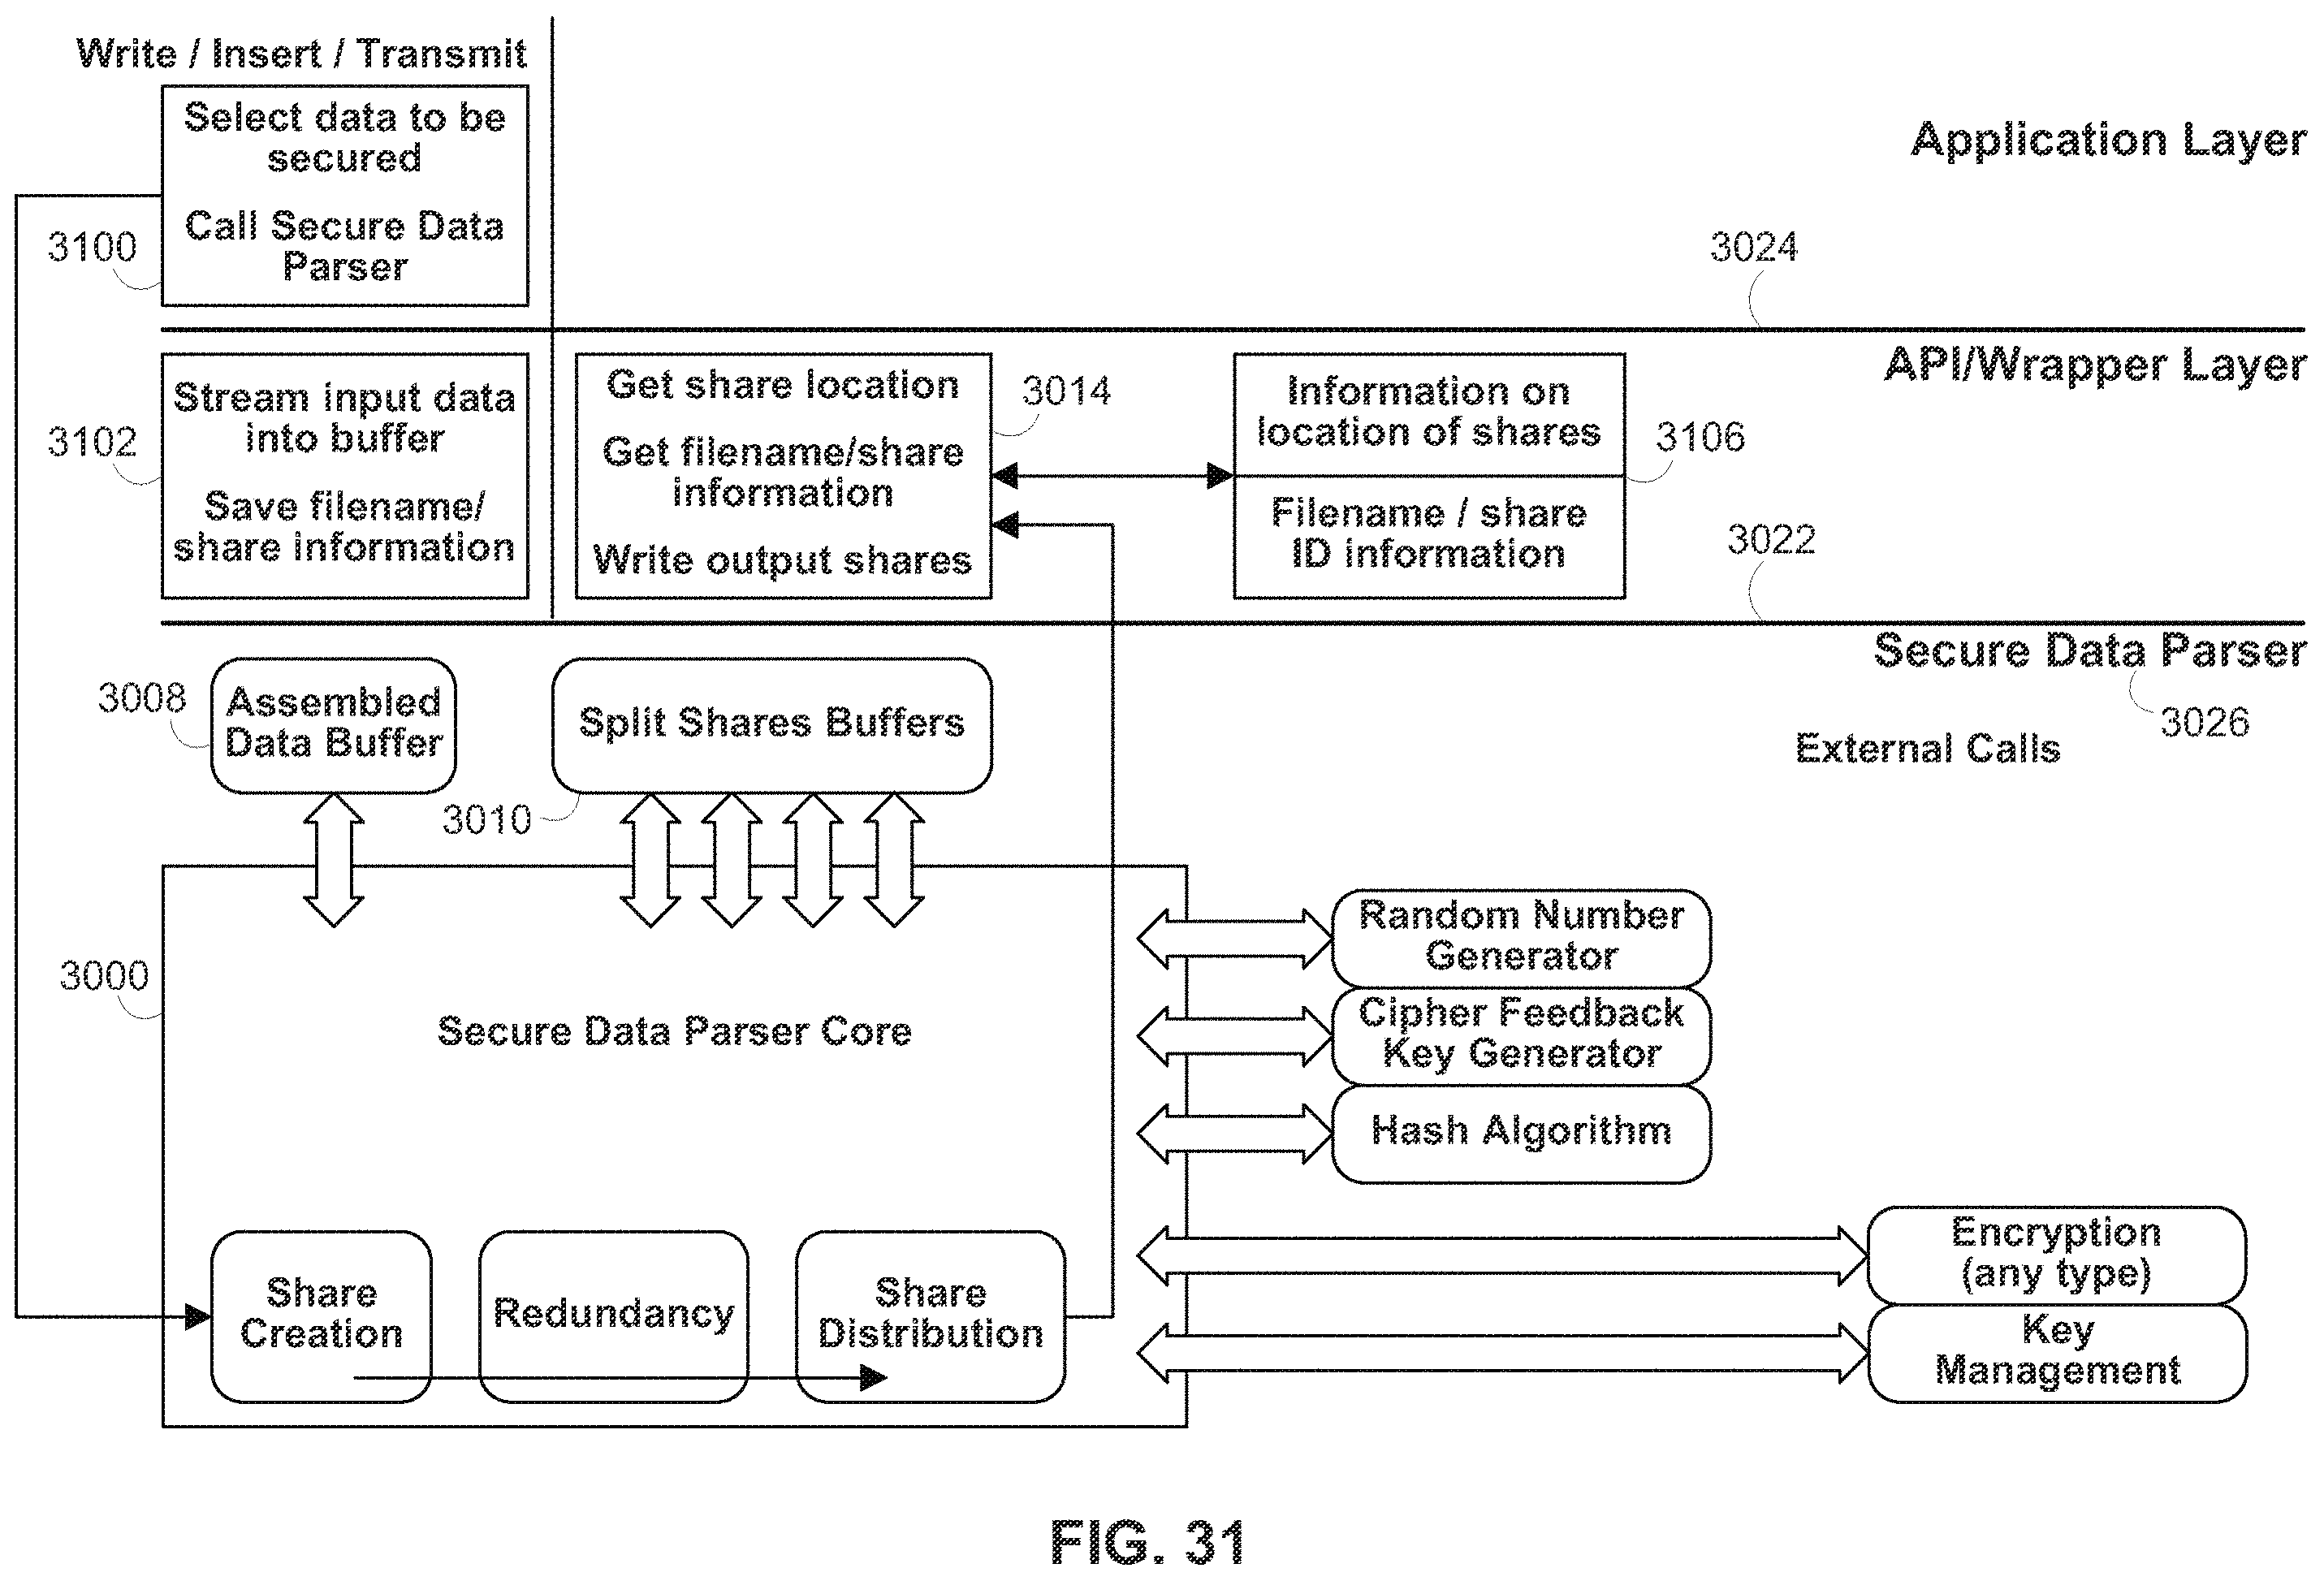 Write / Insert / Transmit
Select data to be
secured
Call Secure Data
Parser
3100
Application Layer
3024
API/Wrapper Layer
Stream input data
into buffer
Save filename/
share information
3102
Get share location
Get filename/share
information
Write output shares
3014
Information on
location of shares
Filename / share
ID information
3106
3022
Secure Data Parser
3026
External Calls
3008
Assembled
Data Buffer
Split Shares Buffers
3010
3000
Secure Data Parser Core
Random Number
Generator
Cipher Feedback
Key Generator
Hash Algorithm
Encryption
(any type)
Key
Management
Share
Creation
Redundancy
Share
Distribution
FIG. 31